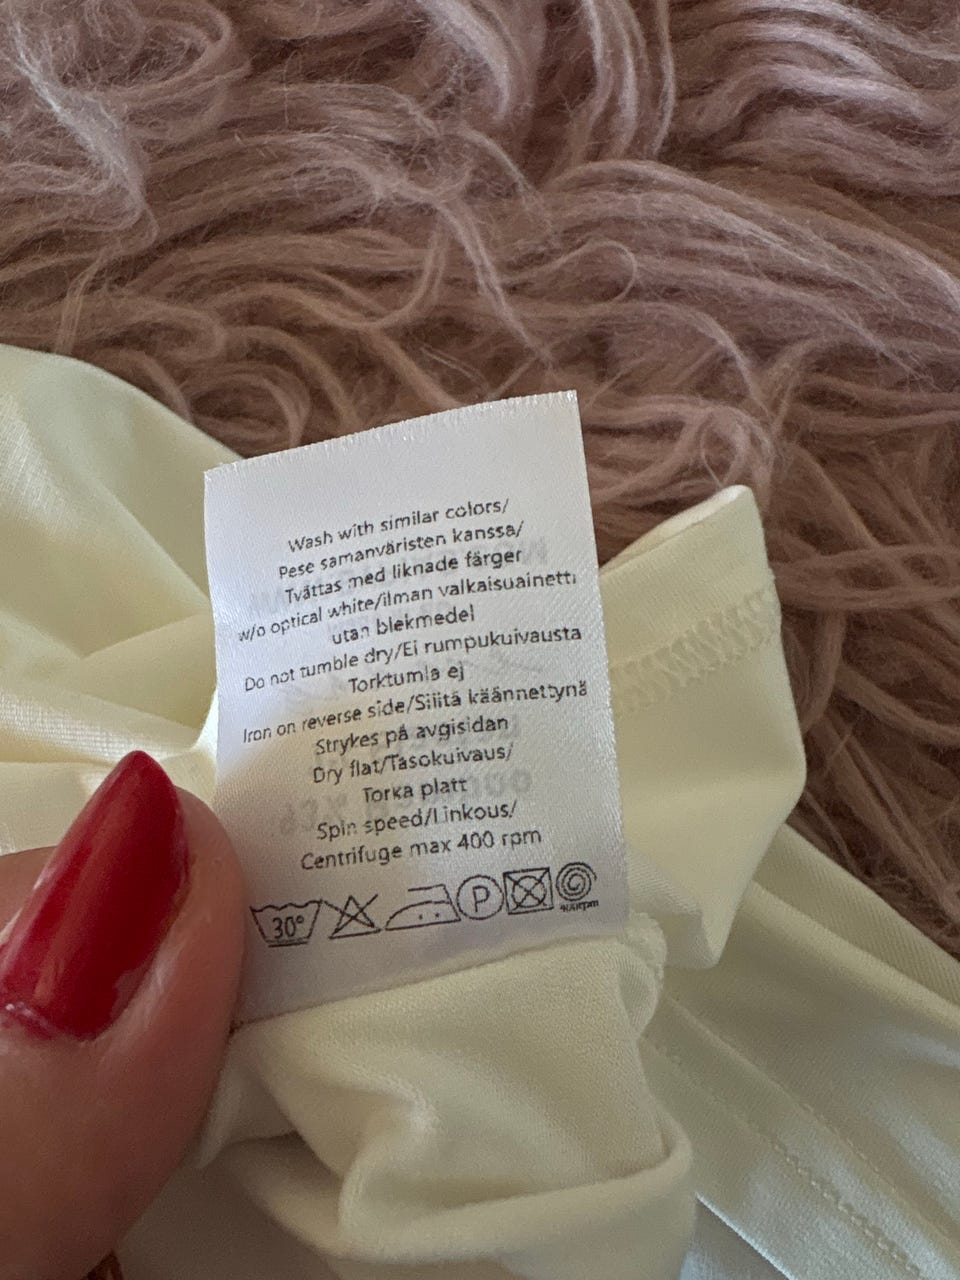 Wash with similar colors/
Pese samanväristen kanssa/
Tvättas med liknade färger
w/o optical white/ilman valkaisuainetti
utan blekmedel
Do not tumble dry/Ei rumpukuivausta
Torktumla ej
Iron on reverse side/Silitä käännettynä
Strykes på avgisidan
Dry flat/Tasokuivaus/
Torka platt
Spin speed/Linkous/
Centrifuge max 400 rpm
30° P
400rpm